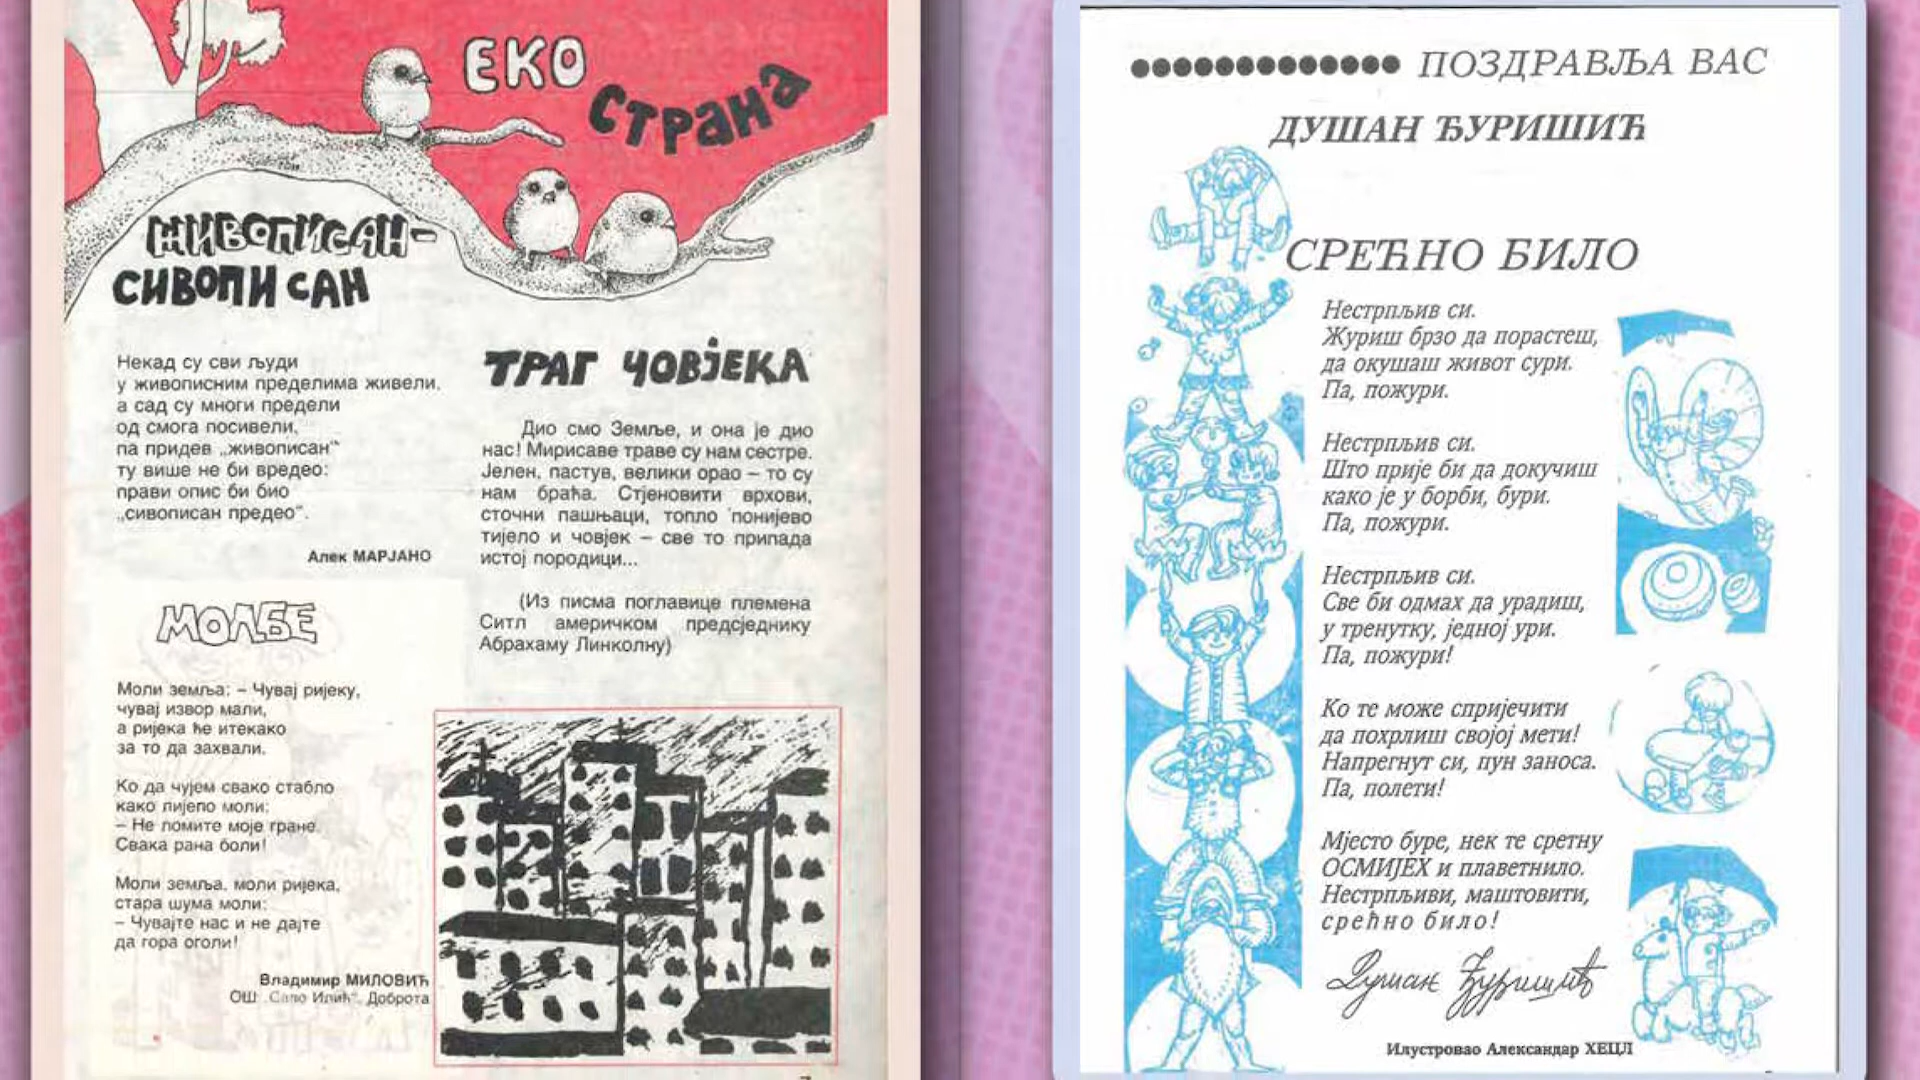 ЕКО
СТРАНА
ЖИВОПИСАН-
СИВОПИСАН
Некад су сви људи
у живописним пределима живели,
а сад су многи предели
од смога посивели,
па придев „живописан“
ту више не би вредео:
прави опис би био
„сивописан предео“.
Алек МАРЈАНО
МОЛБЕ
Моли земља: – Чувај ријеку,
чувај извор мали,
а ријека ће итекако
за то да захвали.
Ко да чујем свако стабло
како лијепо моли:
– Не ломите моје гране.
Свака рана боли!
Моли земља, моли ријека,
стара шума моли:
– Чувајте нас и не дајте
да гора оголи!
Владимир МИЛОВИЋ
ОШ „Саво Илић“, Доброта
ТРАГ ЧОВЈЕКА
Дио смо Земље, и она је дио
нас! Мирисаве траве су нам сестре.
Јелен, пастув, велики орао – то су
нам браћа. Стјеновити врхови,
сточни пашњаци, топло понијево
тијело и човјек – све то припада
истој породици...
(Из писма поглавице племена
Ситл америчком предсједнику
Абрахаму Линколну)
ПОЗДРАВЉА ВАС
ДУШАН ЂУРИШИЋ
СРЕЋНО БИЛО
Нестрпљив си.
Журиш брзо да порастеш,
да окушаш живот сури.
Па, пожури.
Нестрпљив си.
Што прије би да докучиш
како је у борби, бури.
Па, пожури.
Нестрпљив си.
Све би одмах да урадиш,
у тренутку, једној ури.
Па, пожури!
Ко те може спријечити
да похрлиш својој мети!
Напрегнут си, пун заноса.
Па, полети!
Мјесто буре, нек те сретну
ОСМИЈЕХ и плаветнило.
Нестрпљиви, маштовити,
срећно било!
Душан Ђуришић
Илустровао Александар ХЕЦЛ